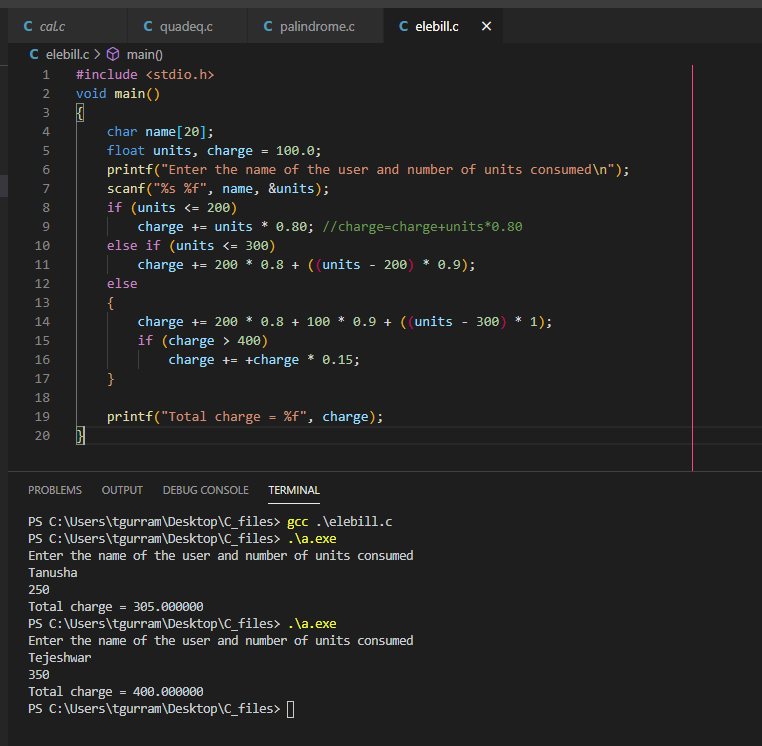 C cal.c C quadeq.c C palindrome.c C elebill.c ✕
C elebill.c > main()
1 #include <stdio.h>
2 void main()
3 {
4 char name[20];
5 float units, charge = 100.0;
6 printf("Enter the name of the user and number of units consumed\n");
7 scanf("%s %f", name, &units);
8 if (units <= 200)
9 charge += units * 0.80; //charge=charge+units*0.80
10 else if (units <= 300)
11 charge += 200 * 0.8 + ((units - 200) * 0.9);
12 else
13 {
14 charge += 200 * 0.8 + 100 * 0.9 + ((units - 300) * 1);
15 if (charge > 400)
16 charge += +charge * 0.15;
17 }
18
19 printf("Total charge = %f", charge);
20 }
PROBLEMS OUTPUT DEBUG CONSOLE TERMINAL
PS C:\Users\tgurram\Desktop\C_files> gcc .\elebill.c
PS C:\Users\tgurram\Desktop\C_files> .\a.exe
Enter the name of the user and number of units consumed
Tanusha
250
Total charge = 305.000000
PS C:\Users\tgurram\Desktop\C_files> .\a.exe
Enter the name of the user and number of units consumed
Tejeshwar
350
Total charge = 400.000000
PS C:\Users\tgurram\Desktop\C_files>